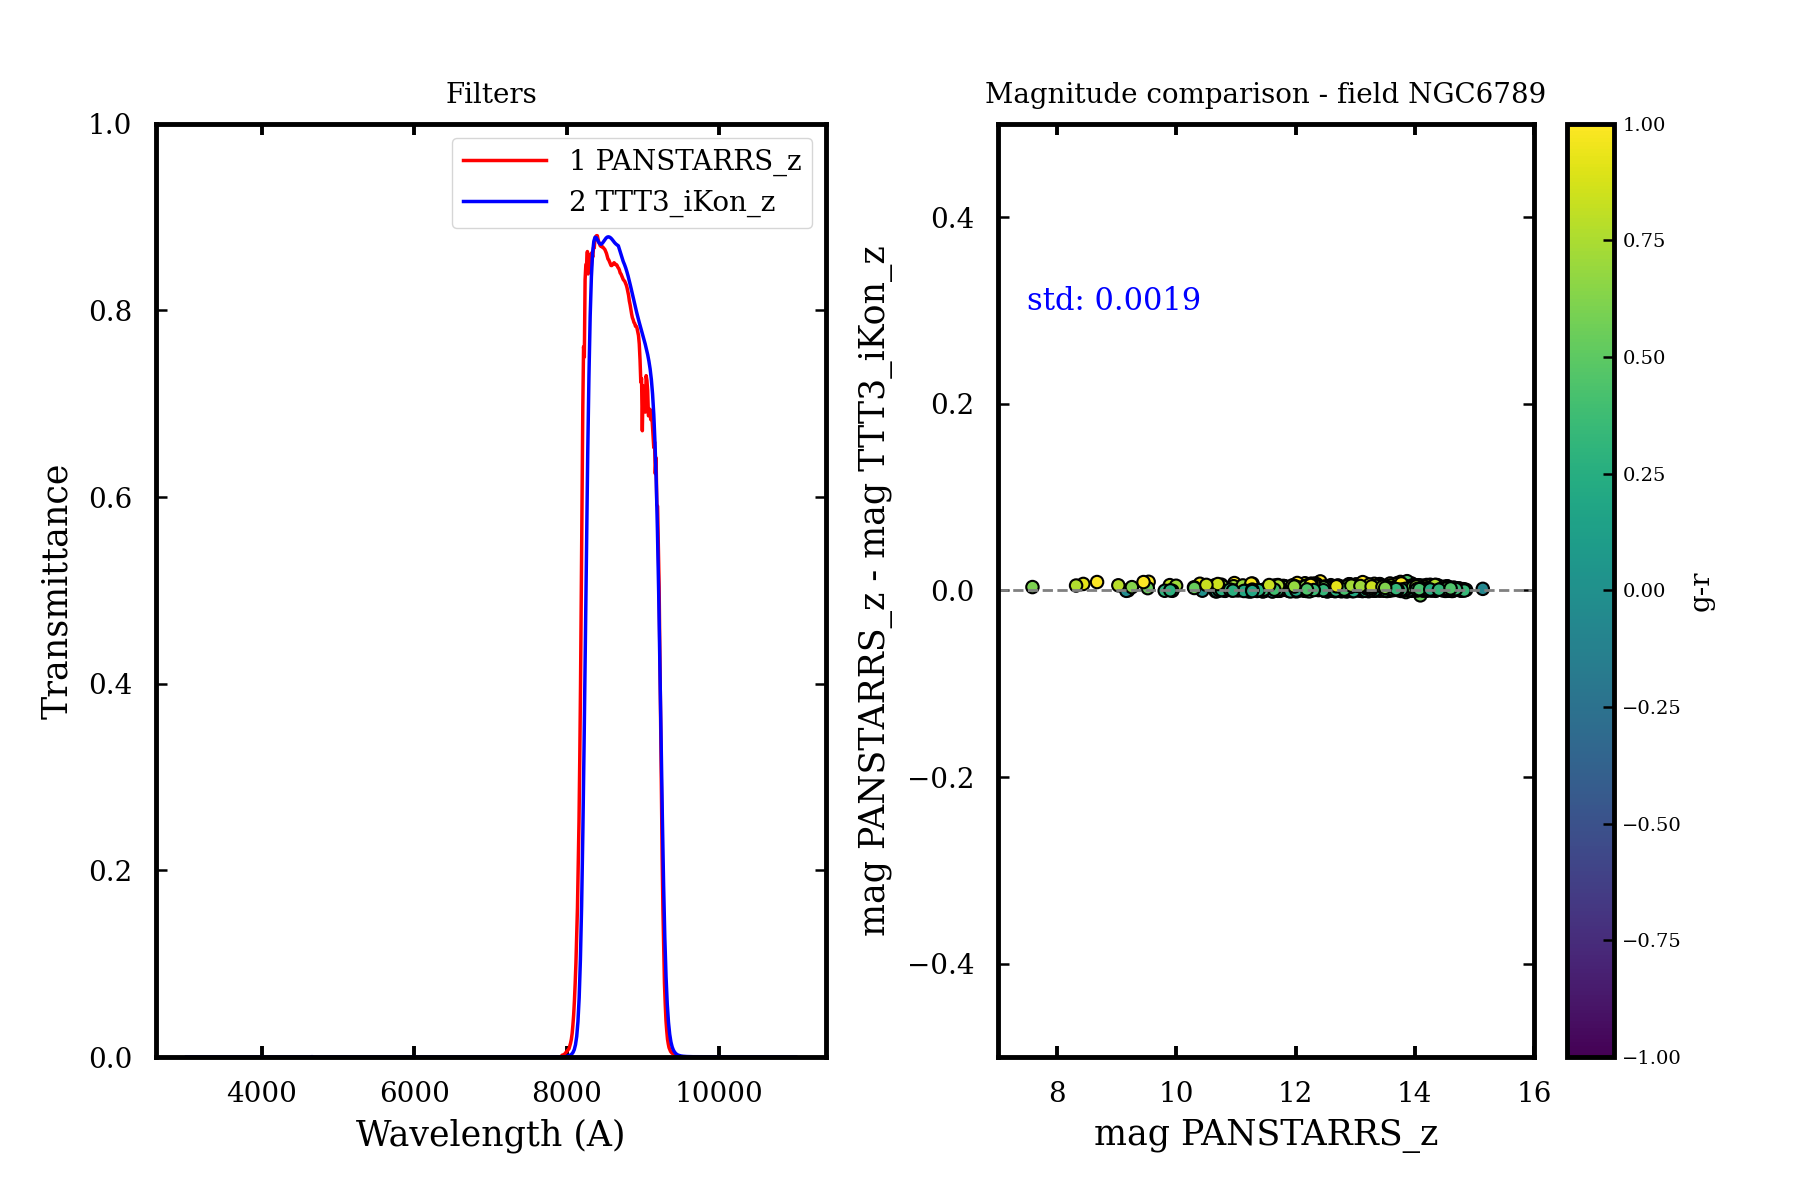 Filters
1.0
0.8
0.6
0.4
0.2
0.0
Transmittance
1 PANSTARRS_z
2 TTT3_iKon_z
4000
6000
8000
10000
Wavelength (A)
Magnitude comparison - field NGC6789
0.4
0.2
0.0
−0.2
−0.4
mag PANSTARRS_z - mag TTT3_iKon_z
std: 0.0019
8
10
12
14
16
mag PANSTARRS_z
1.00
0.75
0.50
0.25
0.00
−0.25
−0.50
−0.75
−1.00
g-r